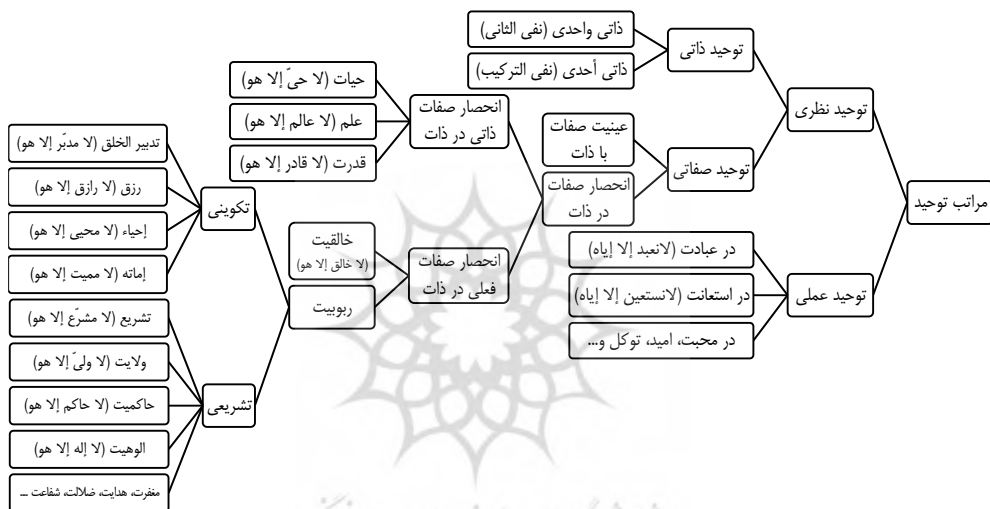 مراتب توحید
توحید نظری
توحید ذاتی
ذاتی واحدی (نفی الثانی)
ذاتی أحدی (نفی الترکیب)
توحید صفاتی
عینیت صفات
با ذات
انحصار صفات
در ذات
انحصار صفات
ذاتی در ذات
حیات (لا حیّ إلا هو)
علم (لا عالم إلا هو)
قدرت (لا قادر إلا هو)
انحصار صفات
فعلی در ذات
خالقیت
(لا خالق إلا هو)
ربوبیت
تکوینی
تدبیر الخلق (لا مدبّر إلا هو)
رزق (لا رازق إلا هو)
إحیاء (لا محیی إلا هو)
إماته (لا ممیت إلا هو)
تشریعی
تشریع (لا مشرّع إلا هو)
ولایت (لا ولیّ إلا هو)
حاکمیت (لا حاکم إلا هو)
الوهیت (لا إله إلا هو)
مغفرت، هدایت، ضلالت، شفاعت ...
توحید عملی
در عبادت (لانعبد إلا إیاه)
در استعانت (لانستعین إلا إیاه)
در محبت، امید، توکل و...